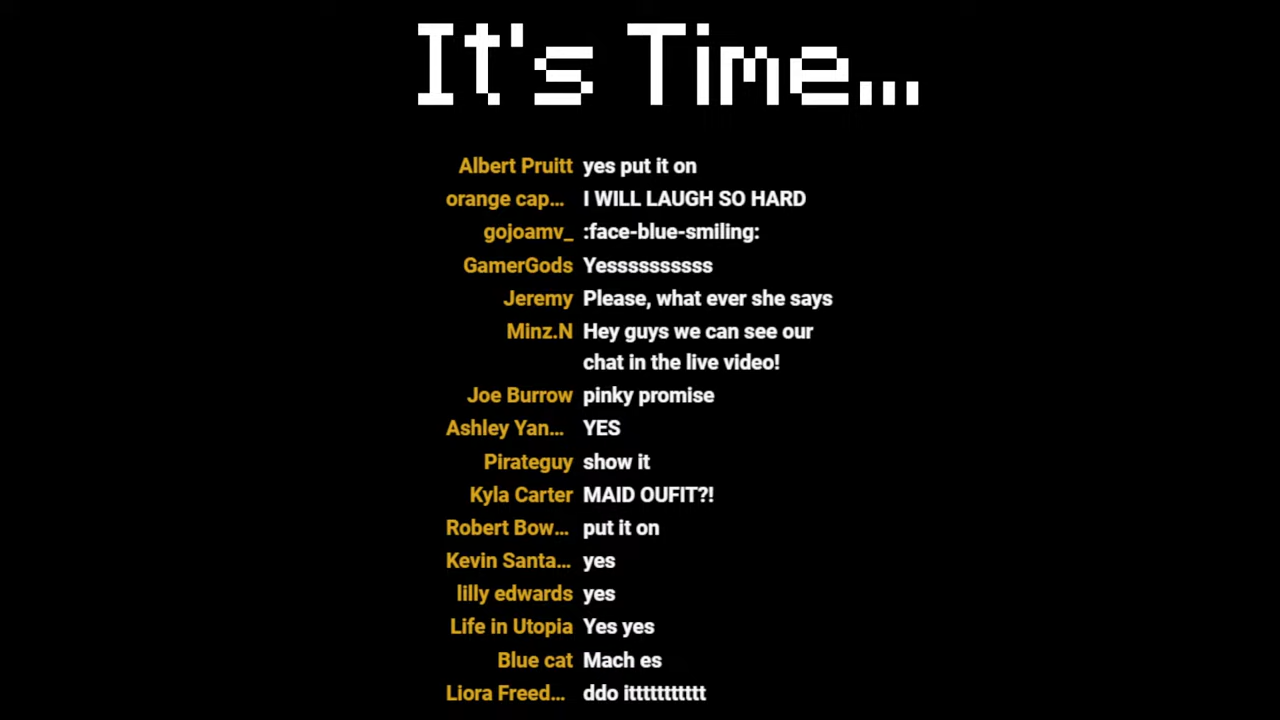 It's Time...
Albert Pruitt yes put it on
orange cap... I WILL LAUGH SO HARD
gojoamv_ :face-blue-smiling:
GamerGods Yesssssssssss
Jeremy Please, what ever she says
Minz.N Hey guys we can see our
chat in the live video!
Joe Burrow pinky promise
Ashley Yan... YES
Pirateguy show it
Kyla Carter MAID OUFIT?!
Robert Bow... put it on
Kevin Santa... yes
lilly edwards yes
Life in Utopia Yes yes
Blue cat Mach es
Liora Freed... ddo ittttttttttt